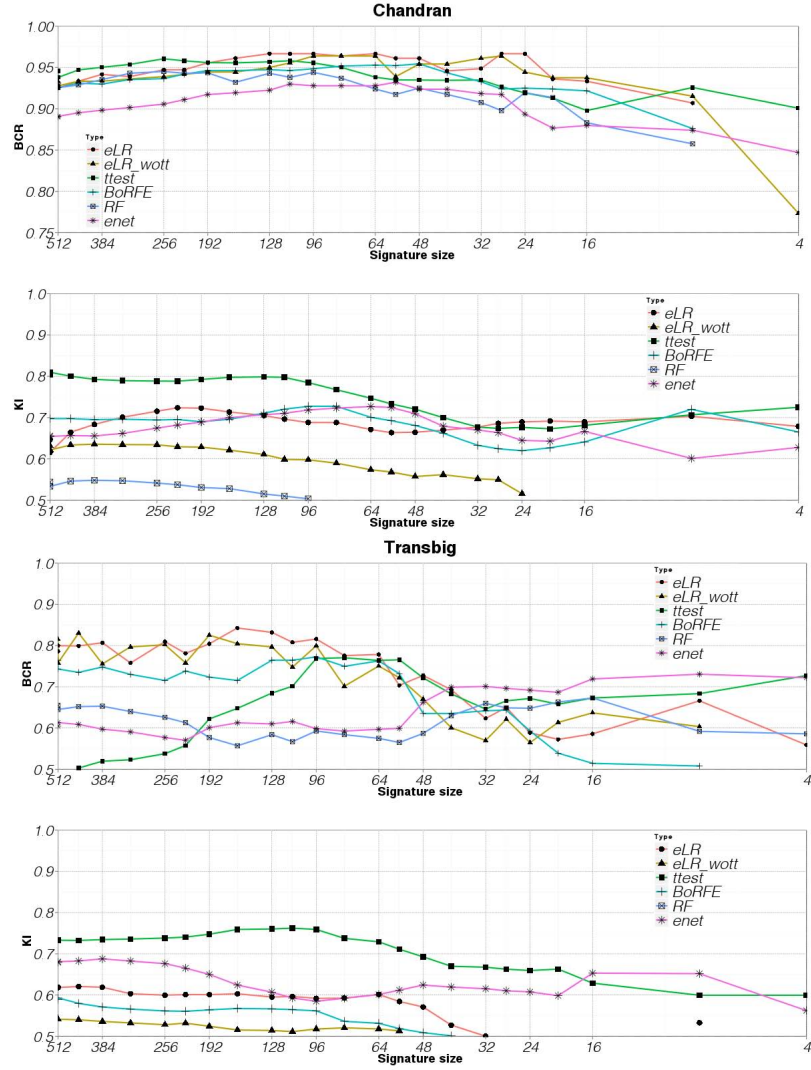 Chandran
1.00
0.95
0.90
0.85
0.80
0.75
BCR
Type
eLR
eLR_wott
ttest
BoRFE
RF
enet
512 384 256 192 128 96 64 48 32 24 16 4
Signature size
1.0
0.9
0.8
0.7
0.6
0.5
KI
Type
eLR
eLR_wott
ttest
BoRFE
RF
enet
512 384 256 192 128 96 64 48 32 24 16 4
Signature size
Transbig
1.0
0.9
0.8
0.7
0.6
0.5
BCR
Type
eLR
eLR_wott
ttest
BoRFE
RF
enet
512 384 256 192 128 96 64 48 32 24 16 4
Signature size
1.0
0.9
0.8
0.7
0.6
0.5
KI
Type
eLR
eLR_wott
ttest
BoRFE
RF
enet
512 384 256 192 128 96 64 48 32 24 16 4
Signature size